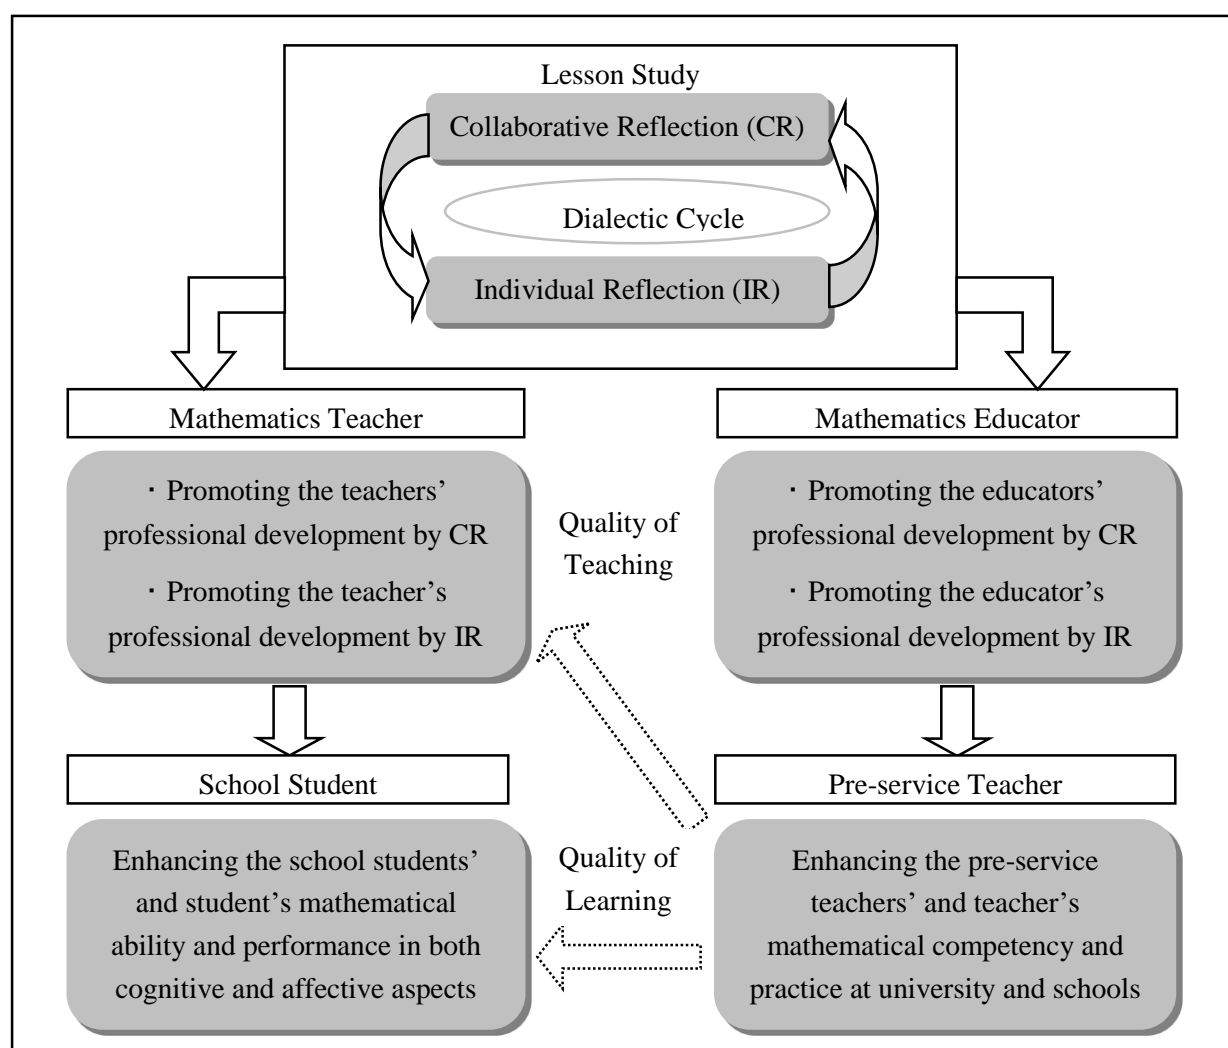 Lesson Study
Collaborative Reflection (CR)
Dialectic Cycle
Individual Reflection (IR)
Mathematics Teacher
Mathematics Educator
・Promoting the teachers’
professional development by CR
・Promoting the teacher’s
professional development by IR
Quality of
Teaching
・Promoting the educators’
professional development by CR
・Promoting the educator’s
professional development by IR
School Student
Pre-service Teacher
Enhancing the school students’
and student’s mathematical
ability and performance in both
cognitive and affective aspects
Quality of
Learning
Enhancing the pre-service
teachers’ and teacher’s
mathematical competency and
practice at university and schools